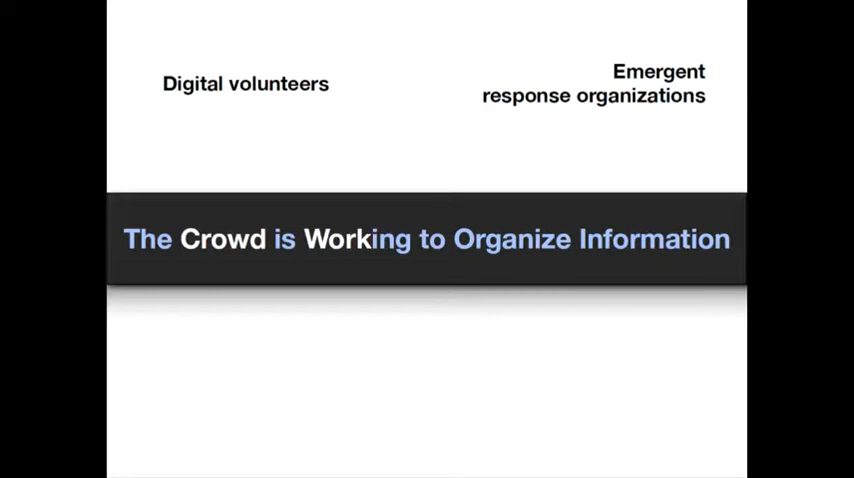 Digital volunteers
Emergent
response organizations
The Crowd is Working to Organize Information